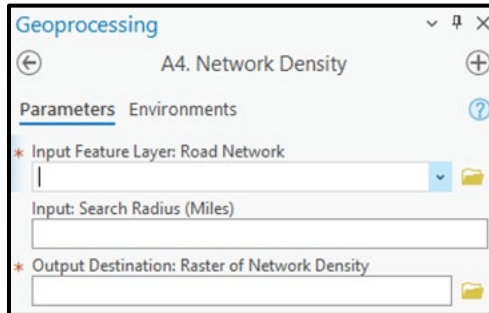 Geoprocessing
A4. Network Density
Parameters Environments
* Input Feature Layer: Road Network
Input: Search Radius (Miles)
* Output Destination: Raster of Network Density